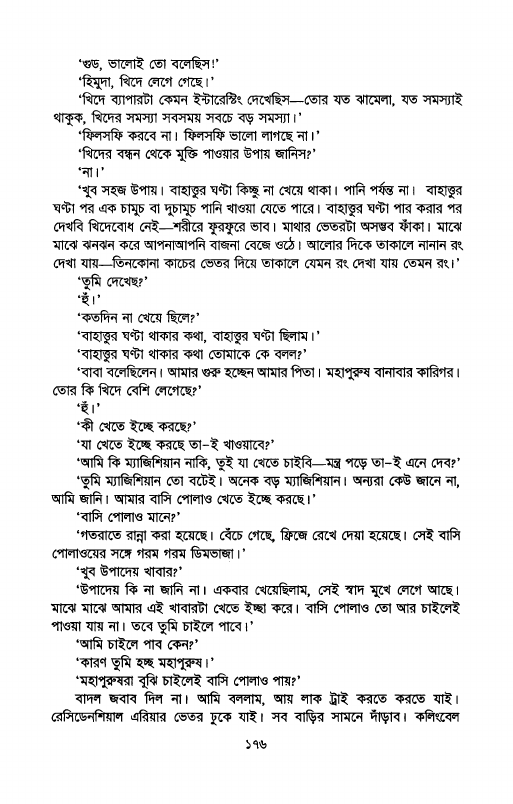 ‘গুড, ভালোই তো বলেছিস!’
‘হিমুদা, খিদে লেগে গেছে।’
‘খিদে ব্যাপারটা কেমন ইন্টারেস্টিং দেখেছিস—তোর যত ঝামেলা, যত সমস্যাই
থাকুক, খিদের সমস্যা সবসময় সবচে বড় সমস্যা।’
‘ফিলসফি করবে না। ফিলসফি ভালো লাগছে না।’
‘খিদের বন্ধন থেকে মুক্তি পাওয়ার উপায় জানিস?’
‘না।’
‘খুব সহজ উপায়। বাহাত্তুর ঘণ্টা কিচ্ছু না খেয়ে থাকা। পানি পর্যন্ত না। বাহাত্তুর
ঘণ্টা পর এক চামুচ বা দুচামুচ পানি খাওয়া যেতে পারে। বাহাত্তুর ঘণ্টা পার করার পর
দেখবি খিদেবোধ নেই—শরীরে ফুরফুরে ভাব। মাথার ভেতরটা অসম্ভব ফাঁকা। মাঝে
মাঝে ঝনঝন করে আপনাআপনি বাজনা বেজে ওঠে। আলোর দিকে তাকালে নানান রং
দেখা যায়—তিনকোনা কাচের ভেতর দিয়ে তাকালে যেমন রং দেখা যায় তেমন রং।’
‘তুমি দেখেছ?’
‘হুঁ।’
‘কতদিন না খেয়ে ছিলে?’
‘বাহাত্তুর ঘণ্টা থাকার কথা, বাহাত্তুর ঘণ্টা ছিলাম।’
‘বাহাত্তুর ঘণ্টা থাকার কথা তোমাকে কে বলল?’
‘বাবা বলেছিলেন। আমার গুরু হচ্ছেন আমার পিতা। মহাপুরুষ বানাবার কারিগর।
তোর কি খিদে বেশি লেগেছে?’
‘হুঁ।’
‘কী খেতে ইচ্ছে করছে?’
‘যা খেতে ইচ্ছে করছে তা-ই খাওয়াবে?’
‘আমি কি ম্যাজিশিয়ান নাকি, তুই যা খেতে চাইবি—মন্ত্র পড়ে তা-ই এনে দেব?’
‘তুমি ম্যাজিশিয়ান তো বটেই। অনেক বড় ম্যাজিশিয়ান। অন্যরা কেউ জানে না,
আমি জানি। আমার বাসি পোলাও খেতে ইচ্ছে করছে।’
‘বাসি পোলাও মানে?’
‘গতরাতে রান্না করা হয়েছে। বেঁচে গেছে, ফ্রিজে রেখে দেয়া হয়েছে। সেই বাসি
পোলাওয়ের সঙ্গে গরম গরম ডিমভাজা।’
‘খুব উপাদেয় খাবার?’
‘উপাদেয় কি না জানি না। একবার খেয়েছিলাম, সেই স্বাদ মুখে লেগে আছে।
মাঝে মাঝে আমার এই খাবারটা খেতে ইচ্ছা করে। বাসি পোলাও তো আর চাইলেই
পাওয়া যায় না। তবে তুমি চাইলে পাবে।’
‘আমি চাইলে পাব কেন?’
‘কারণ তুমি হচ্ছ মহাপুরুষ।’
‘মহাপুরুষরা বুঝি চাইলেই বাসি পোলাও পায়?’
বাদল জবাব দিল না। আমি বললাম, আয় লাক ট্রাই করতে করতে যাই।
রেসিডেনশিয়াল এরিয়ার ভেতর ঢুকে যাই। সব বাড়ির সামনে দাঁড়াব। কলিংবেল
১৭৬